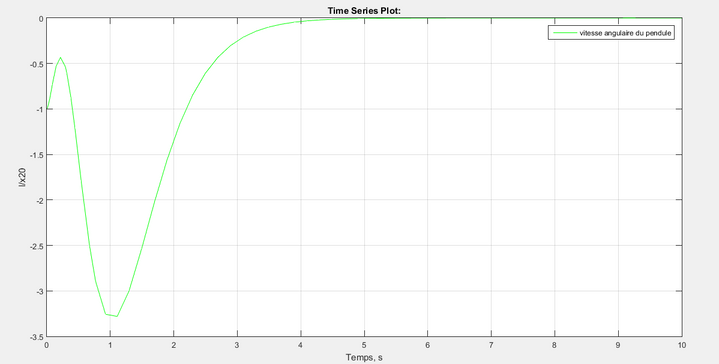 Time Series Plot:
vitesse angulaire du pendule
0
-0.5
-1
-1.5
-2
-2.5
-3
-3.5
l/x20
0 1 2 3 4 5 6 7 8 9 10
Temps, s